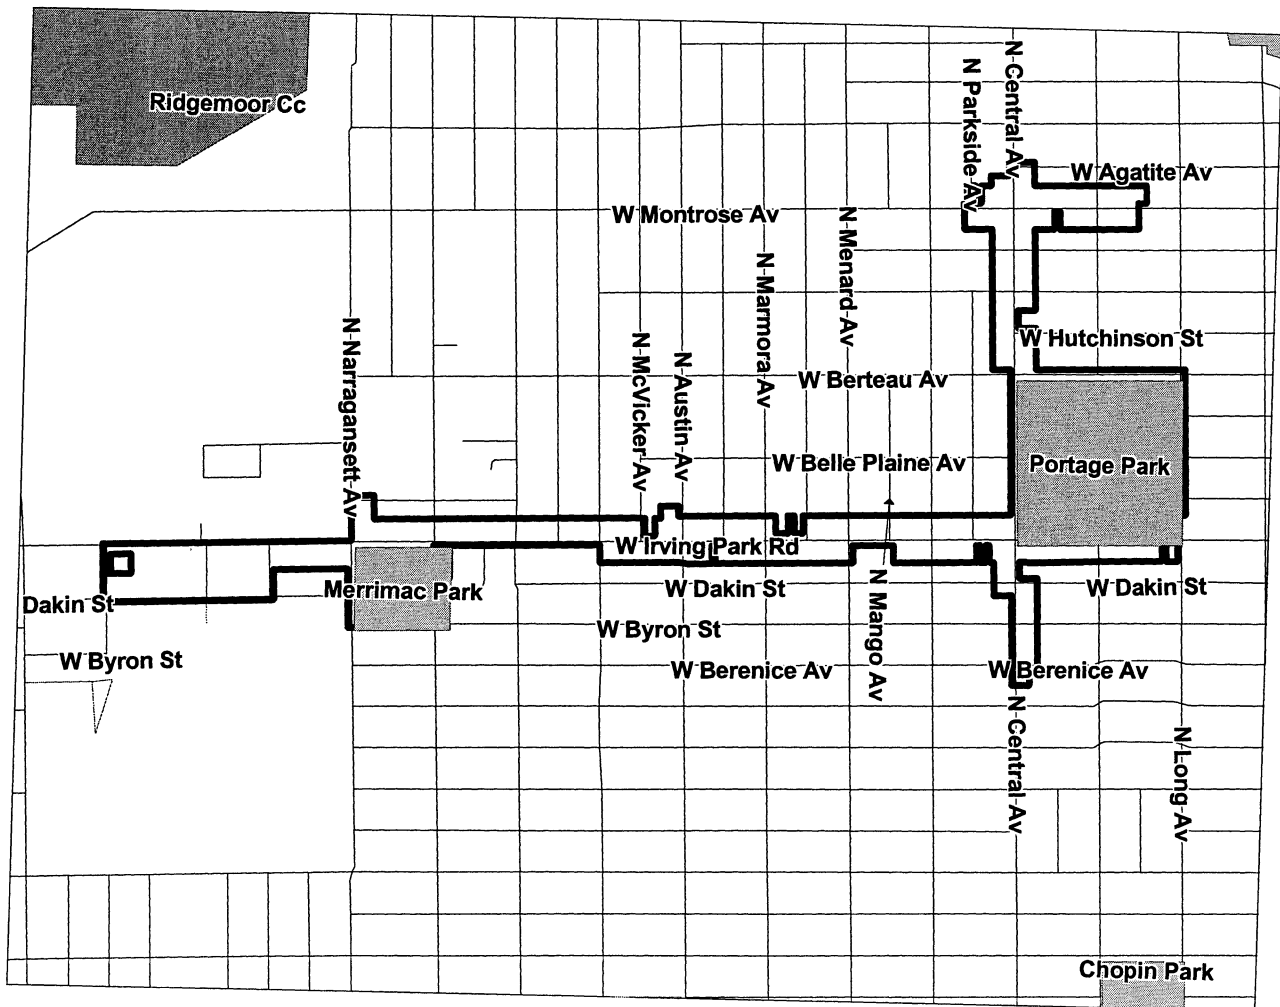 N Central Av
N Parkside Av
Ridgemoor Cc
W Agatite Av
W Montrose Av
N Menard Av
N Marmora Av
N Narragansett Av
N McVicker Av
N Austin Av
W Hutchinson St
W Berteau Av
W Belle Plaine Av
Portage Park
W Irving Park Rd
Merrimac Park
W Dakin St
N Mango Av
W Dakin St
Dakin St
W Byron St
W Byron St
W Berenice Av
W Berenice Av
N Central Av
N Long Av
Chopin Park